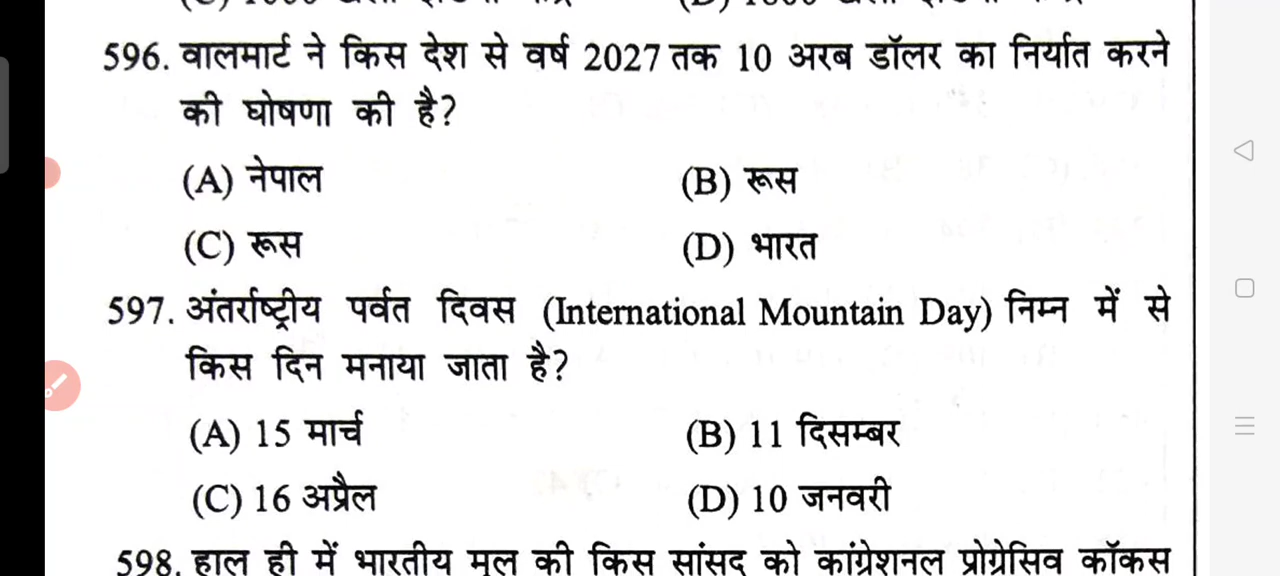 596. वालमार्ट ने किस देश से वर्ष 2027 तक 10 अरब डॉलर का निर्यात करने
की घोषणा की है?
(A) नेपाल (B) रूस
(C) रूस (D) भारत
597. अंतर्राष्ट्रीय पर्वत दिवस (International Mountain Day) निम्न में से
किस दिन मनाया जाता है?
(A) 15 मार्च (B) 11 दिसम्बर
(C) 16 अप्रैल (D) 10 जनवरी
598. हाल ही में भारतीय मूल की किस सांसद को कांग्रेशनल प्रोग्रेसिव कॉकस